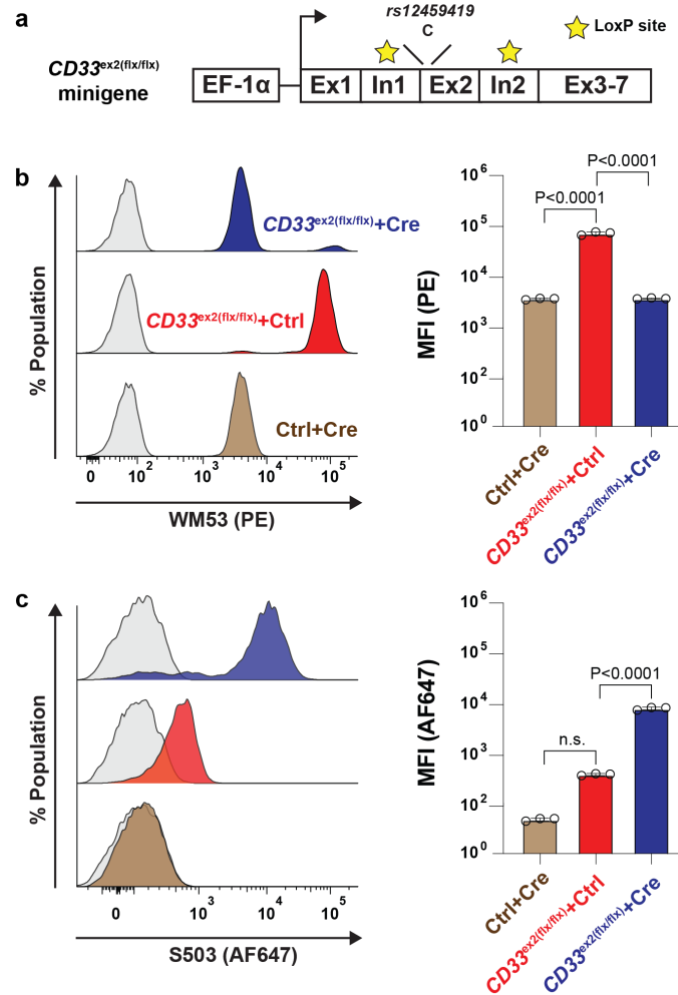 a
rs12459419
C
LoxP site
CD33ex2(flx/flx)
minigene
EF-1α
Ex1
In1
Ex2
In2
Ex3-7
b
% Population
CD33ex2(flx/flx)+Cre
CD33ex2(flx/flx)+Ctrl
Ctrl+Cre
0
10²
10³
10⁴
10⁵
WM53 (PE)
MFI (PE)
10⁶
10⁵
10⁴
10³
10²
10⁰
P<0.0001
P<0.0001
Ctrl+Cre
CD33ex2(flx/flx)+Ctrl
CD33ex2(flx/flx)+Cre
c
% Population
0
10³
10⁴
10⁵
S503 (AF647)
MFI (AF647)
10⁶
10⁵
10⁴
10³
10²
10⁰
P<0.0001
n.s.
Ctrl+Cre
CD33ex2(flx/flx)+Ctrl
CD33ex2(flx/flx)+Cre